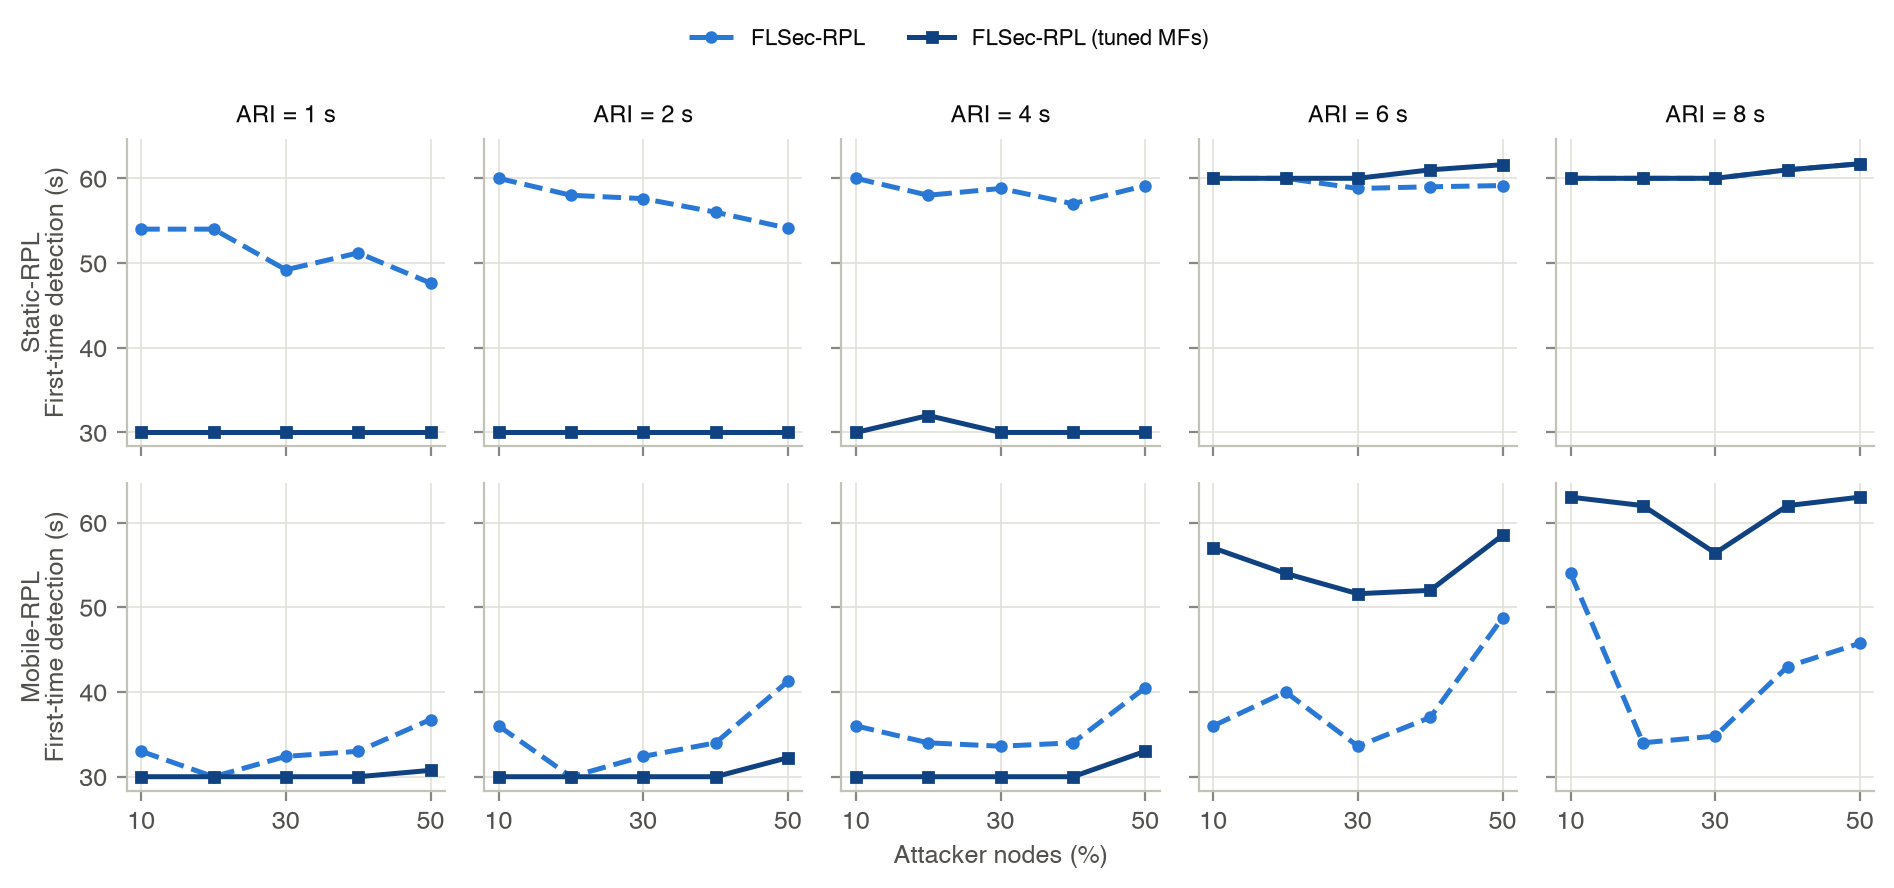 FLSec-RPL
FLSec-RPL (tuned MFs)
ARI = 1 s
ARI = 2 s
ARI = 4 s
ARI = 6 s
ARI = 8 s
Static-RPL
First-time detection (s)
60
50
40
30
Mobile-RPL
First-time detection (s)
60
50
40
30
10 30 50
10 30 50
10 30 50
10 30 50
10 30 50
Attacker nodes (%)